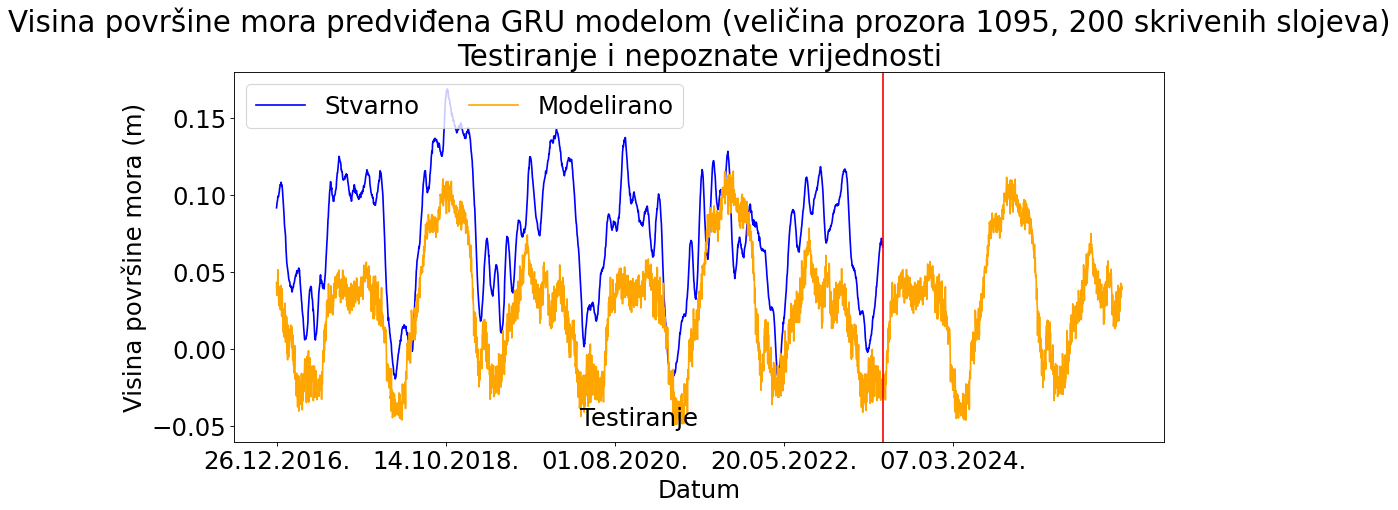 Visina površine mora predviđena GRU modelom (veličina prozora 1095, 200 skrivenih slojeva)
Testiranje i nepoznate vrijednosti
Stvarno Modelirano
Visina površine mora (m)
0.15
0.10
0.05
0.00
−0.05
Testiranje
26.12.2016. 14.10.2018. 01.08.2020. 20.05.2022. 07.03.2024.
Datum